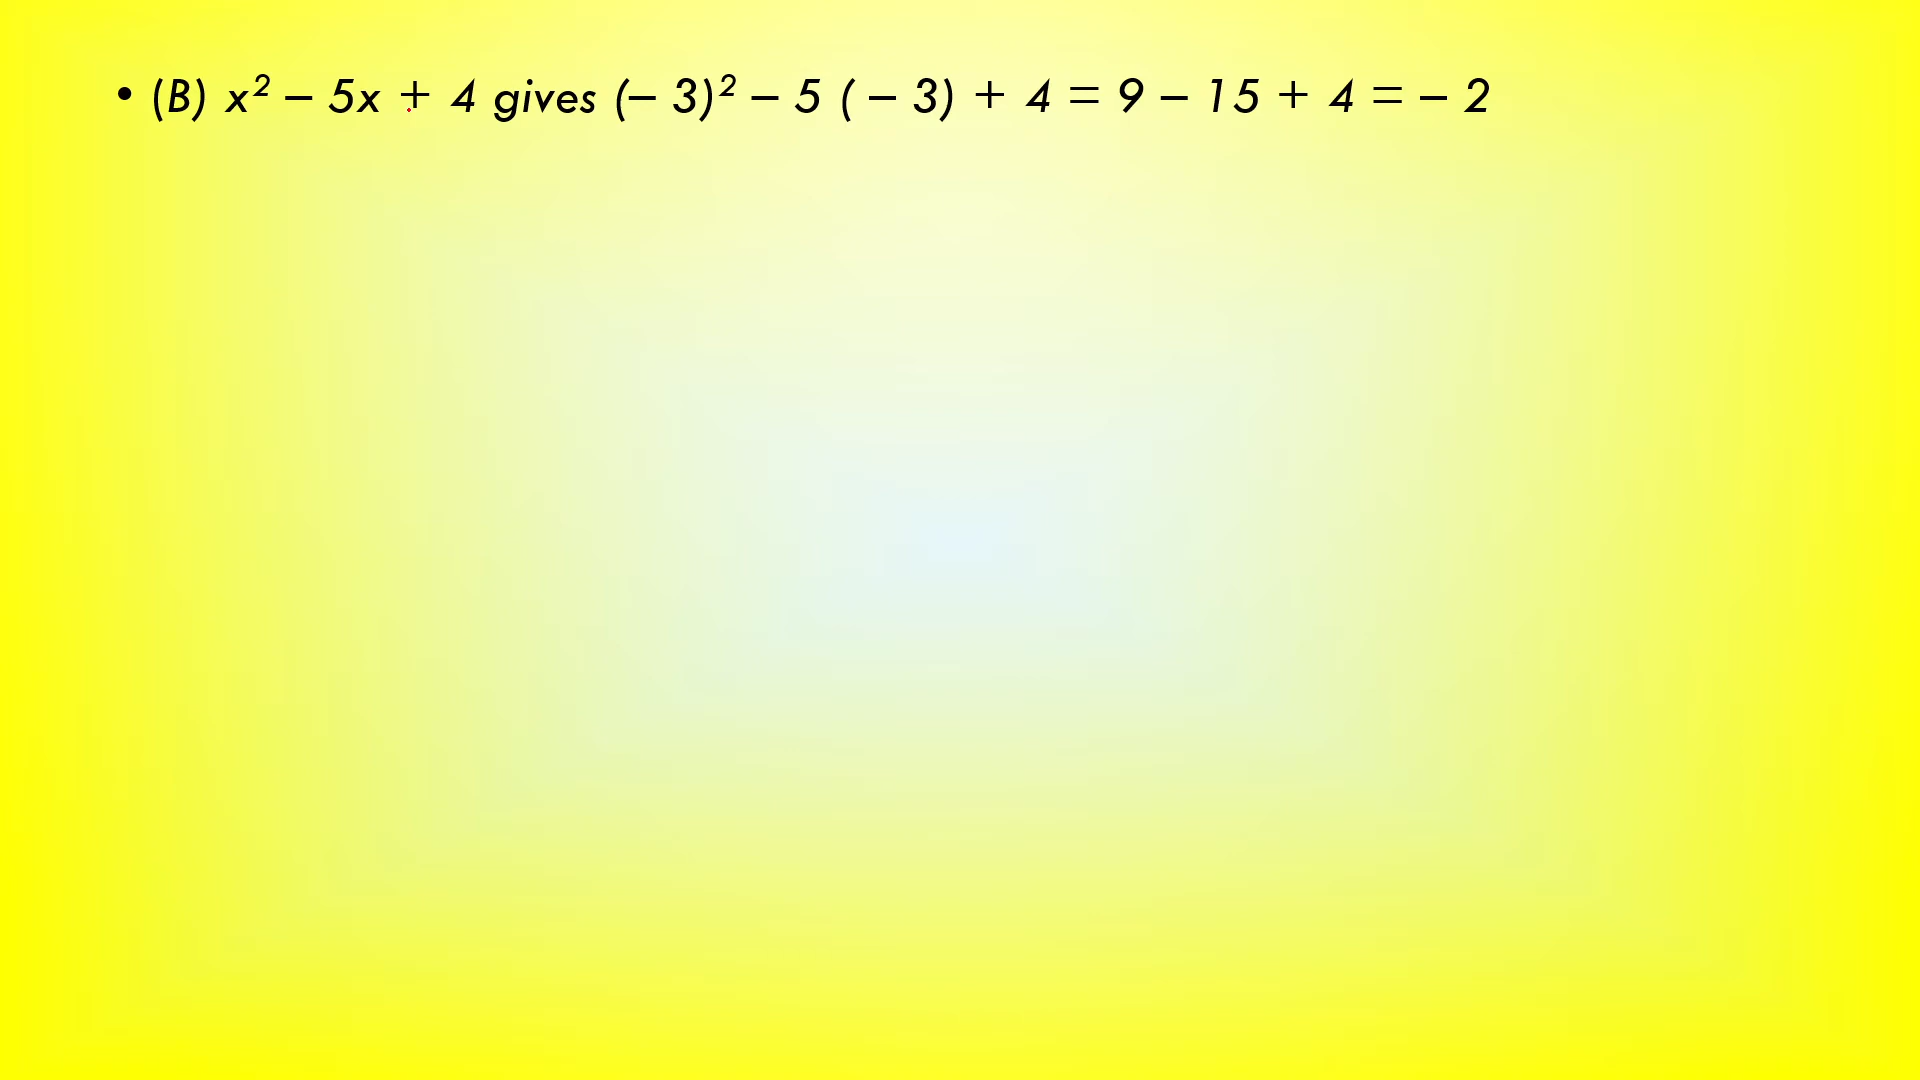 • (B) x² – 5x + 4 gives (– 3)² – 5 ( – 3) + 4 = 9 – 15 + 4 = – 2